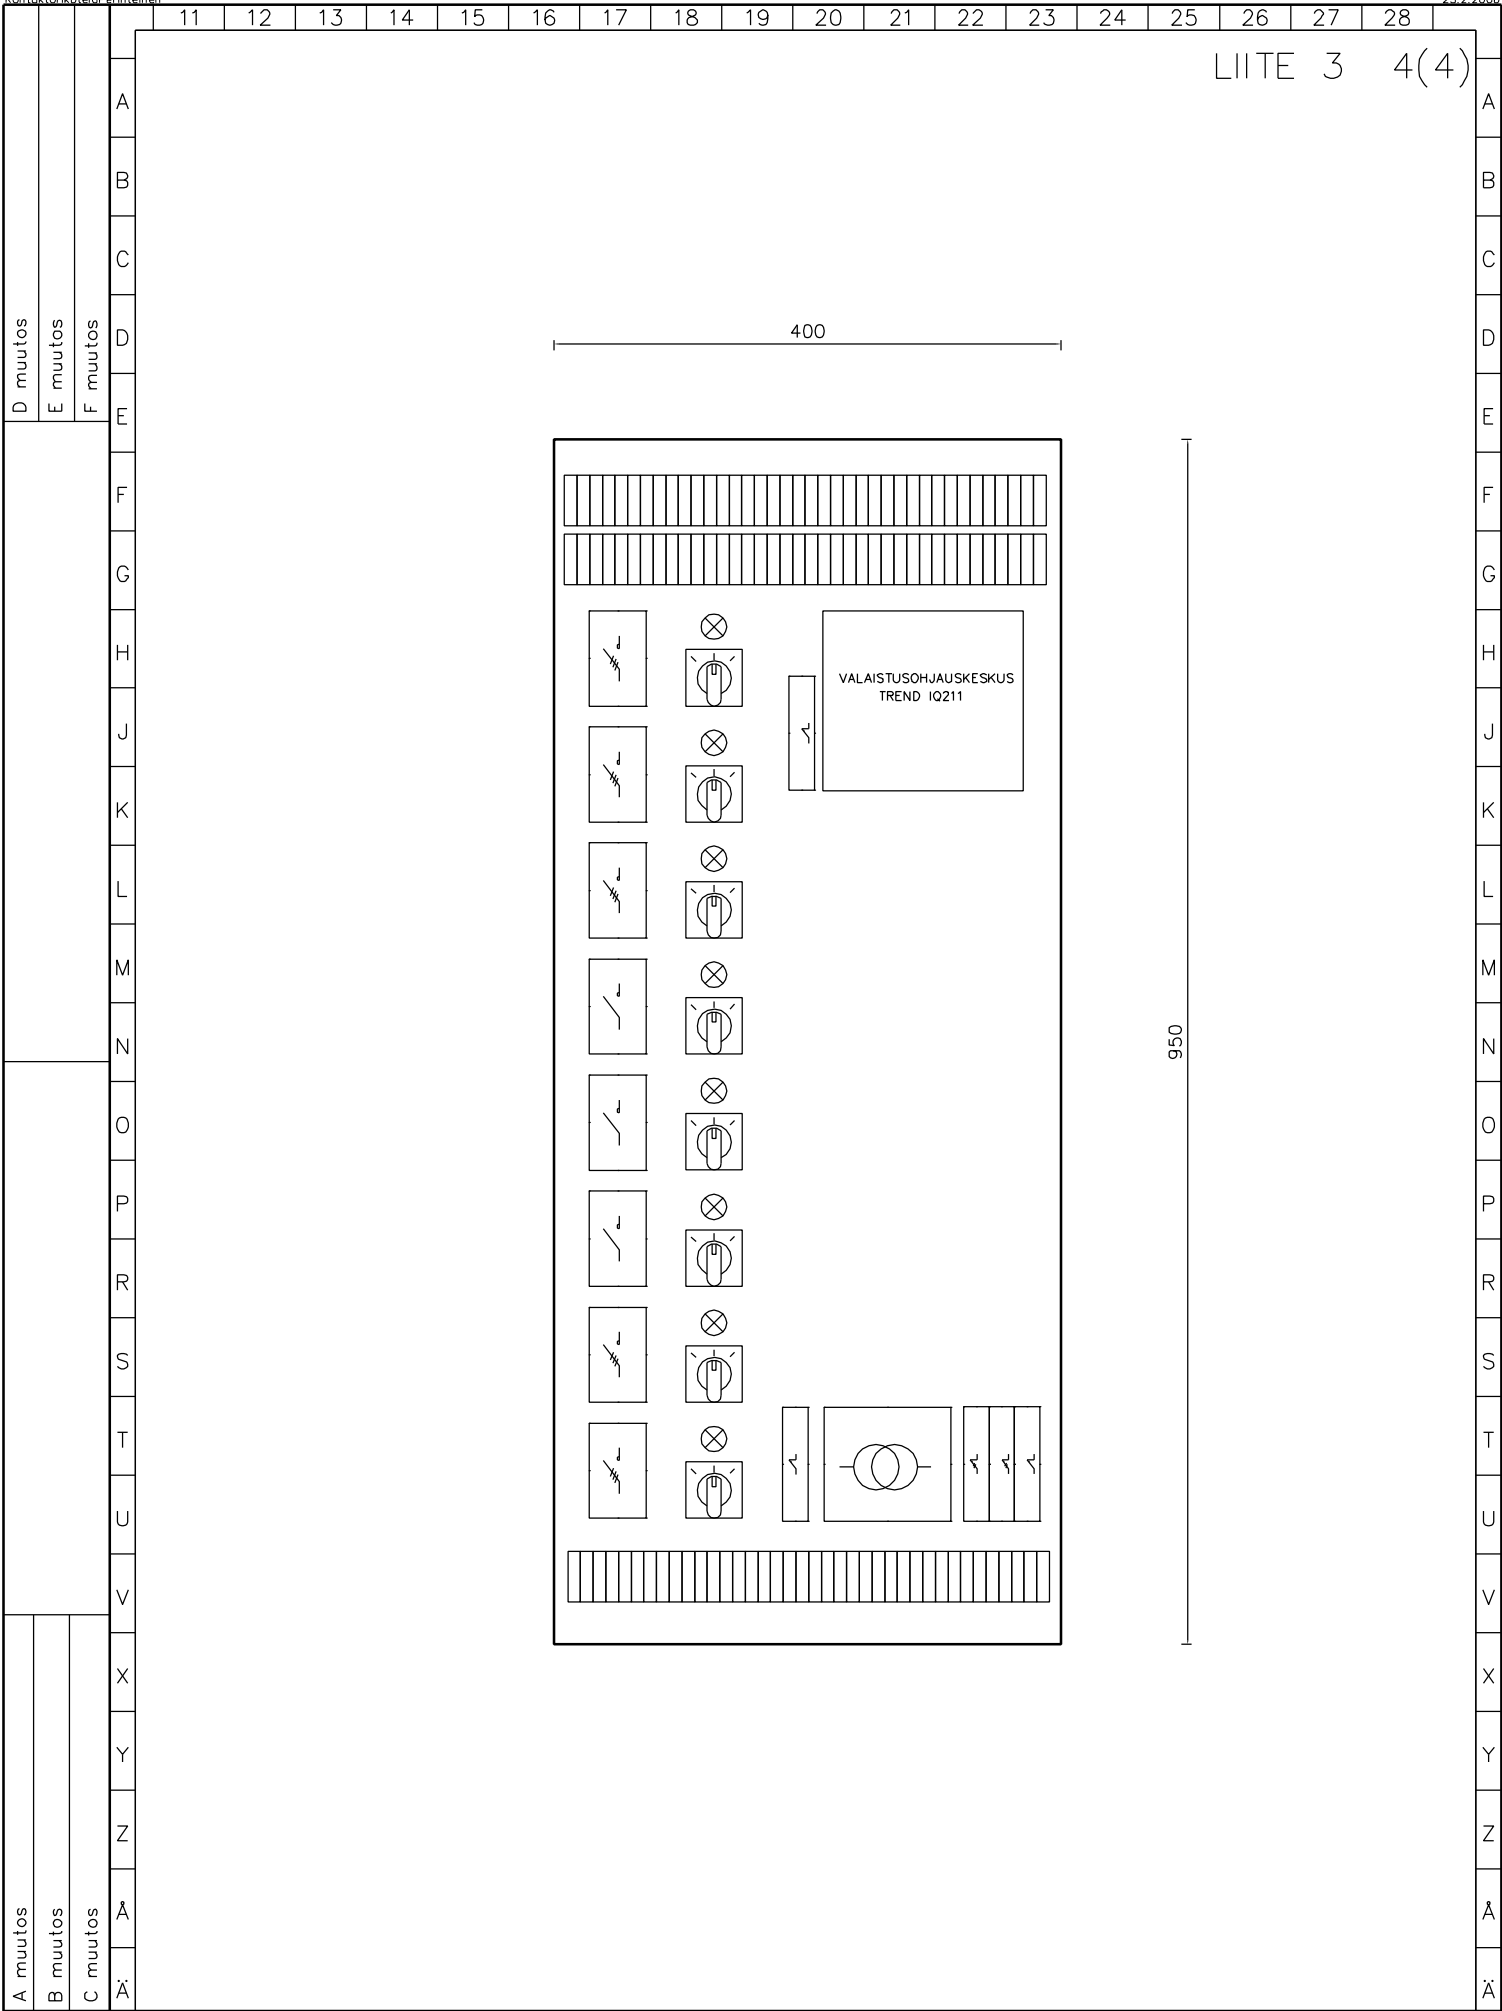 11 12 13 14 15 16 17 18 19 20 21 22 23 24 25 26 27 28
LIITE 3 4(4)
A A
B B
C C
D D
E E
F F
G G
H H
J J
K K
L L
M M
N N
O O
P P
R R
S S
T T
U U
V V
X X
Y Y
Z Z
Å Å
Ä Ä
D muutos
E muutos
F muutos
A muutos
B muutos
C muutos
400
950
VALAISTUSOHJAUSKESKUS
TREND IQ211